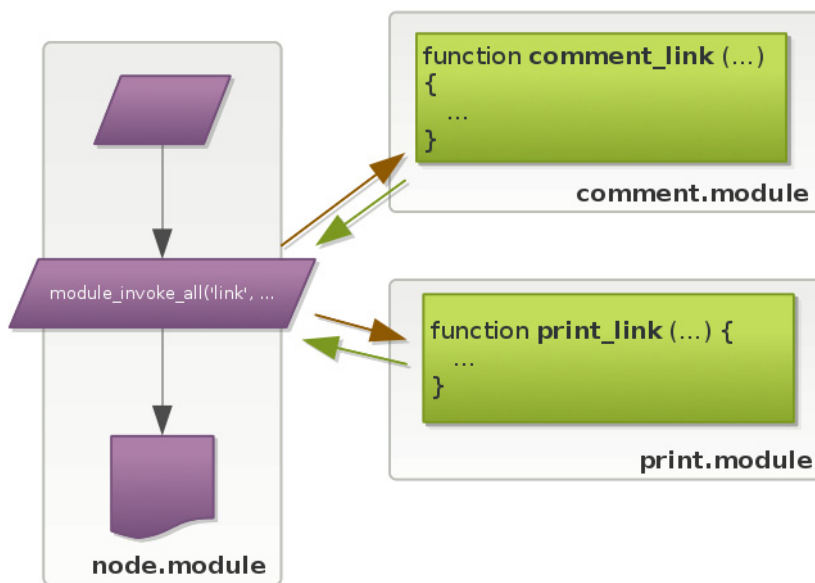 function comment_link (...)
{
...
}
comment.module
module_invoke_all('link', ...
function print_link (...) {
...
}
print.module
node.module